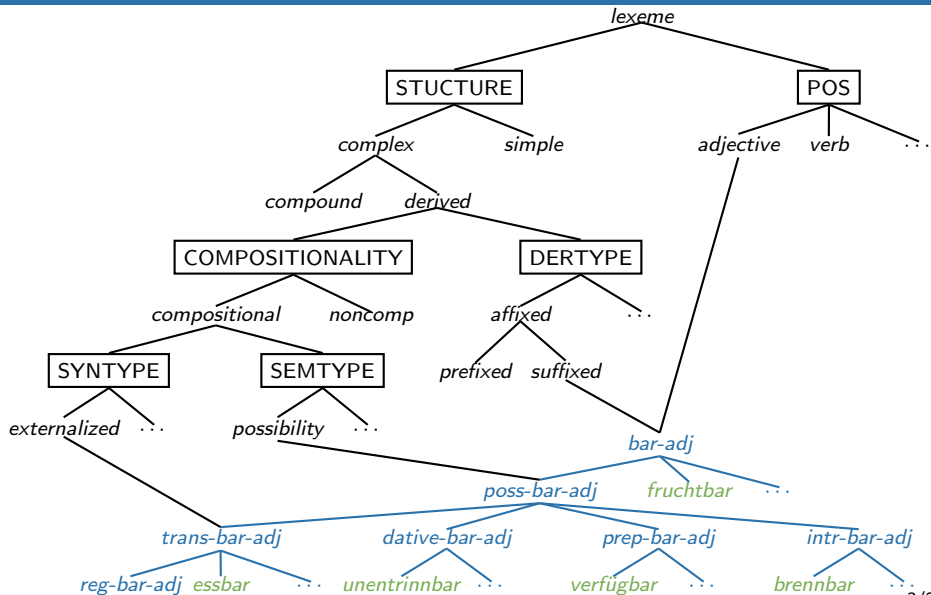 lexeme
STUCTURE POS
complex simple adjective verb ...
compound derived
COMPOSITIONALITY DERTYPE
compositional noncomp affixed ...
SYNTYPE SEMTYPE prefixed suffixed
externalized ... possibility ...
bar-adj
poss-bar-adj fruchtbar ...
trans-bar-adj dative-bar-adj prep-bar-adj intr-bar-adj
reg-bar-adj essbar ... unentrinnbar ... verfügbar ... brennbar ...